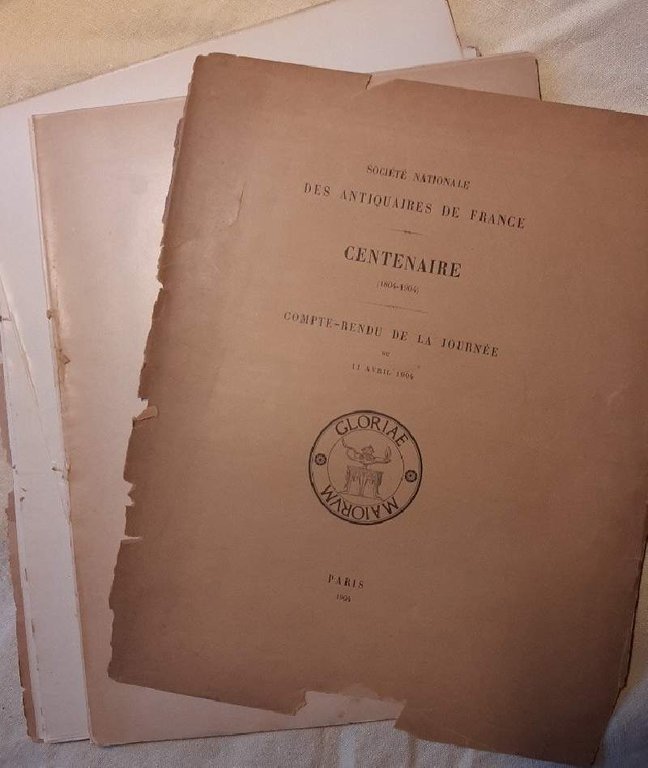 SOCIÉTÉ NATIONALE
DES ANTIQUAIRES DE FRANCE
CENTENAIRE
(1804-1904)
COMPTE-RENDU DE LA JOURNÉE
DU
11 AVRIL 1904
GLORIAE
MAIORVM
PARIS
1904